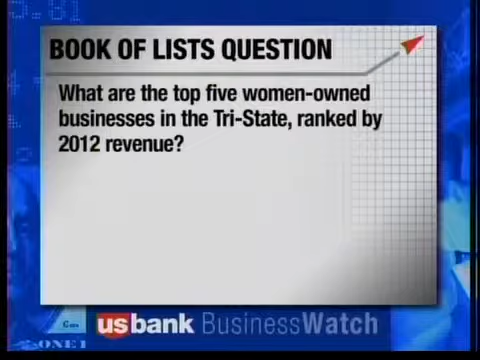 BOOK OF LISTS QUESTION
What are the top five women-owned
businesses in the Tri-State, ranked by
2012 revenue?
usbank BusinessWatch